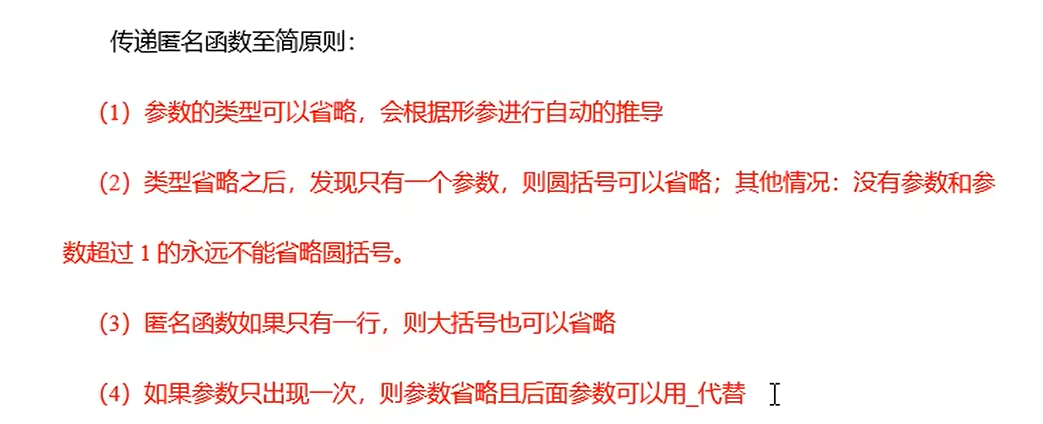 传递匿名函数至简原则：
（1）参数的类型可以省略，会根据形参进行自动的推导
（2）类型省略之后，发现只有一个参数，则圆括号可以省略；其他情况：没有参数和参
数超过 1 的永远不能省略圆括号。
（3）匿名函数如果只有一行，则大括号也可以省略
（4）如果参数只出现一次，则参数省略且后面参数可以用_代替